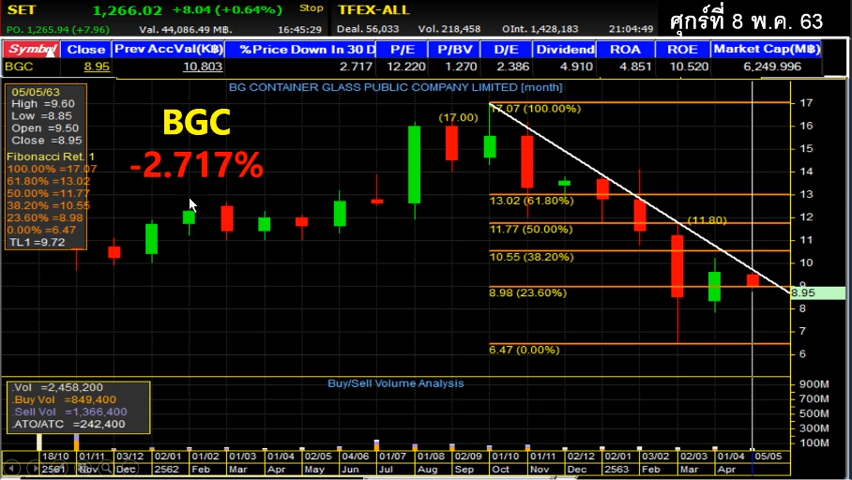 SET 1,266.02 +8.04 (+0.64%) Stop TFEX-ALL
ศุกร์ที่ 8 พ.ค. 63
PO. 1,265.94 (+7.96) Val. 44,086.49 M฿. 16:45:29 Deal. 56,033 Vol. 218,458 OInt. 1,428,183 21:04:49
Symbol Close Prev AccVal(K฿) %Price Down In 30 D P/E P/BV D/E Dividend ROA ROE Market Cap(M฿)
BGC 8.95 10,803 2.717 12.220 1.270 2.386 4.910 4.851 10.520 6,249.996
BG CONTAINER GLASS PUBLIC COMPANY LIMITED [month]
05/05/63
High =9.60
Low =8.85
Open =9.50
Close =8.95
Fibonacci Ret. 1
100.00% =17.07
61.80% =13.02
50.00% =11.77
38.20% =10.55
23.60% =8.98
0.00% =6.47
TL1 =9.72
BGC
-2.717%
(17.00)
17.07 (100.00%)
13.02 (61.80%)
(11.80)
11.77 (50.00%)
10.55 (38.20%)
8.98 (23.60%)
6.47 (0.00%)
17
16
15
14
13
12
11
10
9
8.95
8
7
6
Buy/Sell Volume Analysis
.Vol =2,458,200
.Buy Vol =849,400
.Sell Vol =1,366,400
.ATO/ATC =242,400
900M
700M
500M
300M
100M
18/10 01/11 03/12 02/01 01/02 01/03 01/04 02/05 04/06 01/07 01/08 02/09 01/10 01/11 02/12 02/01 03/02 02/03 01/04 05/05
2561 Nov Dec 2562 Feb Mar Apr May Jun Jul Aug Sep Oct Nov Dec 2563 Feb Mar Apr